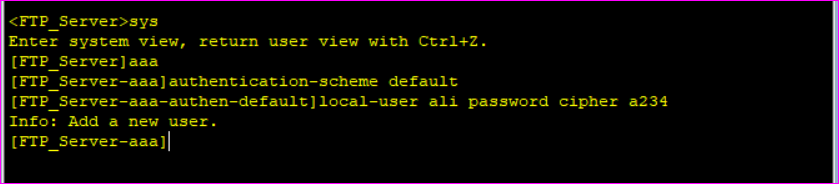 <FTP_Server>sys
Enter system view, return user view with Ctrl+Z.
[FTP_Server]aaa
[FTP_Server-aaa]authentication-scheme default
[FTP_Server-aaa-authen-default]local-user ali password cipher a234
Info: Add a new user.
[FTP_Server-aaa]